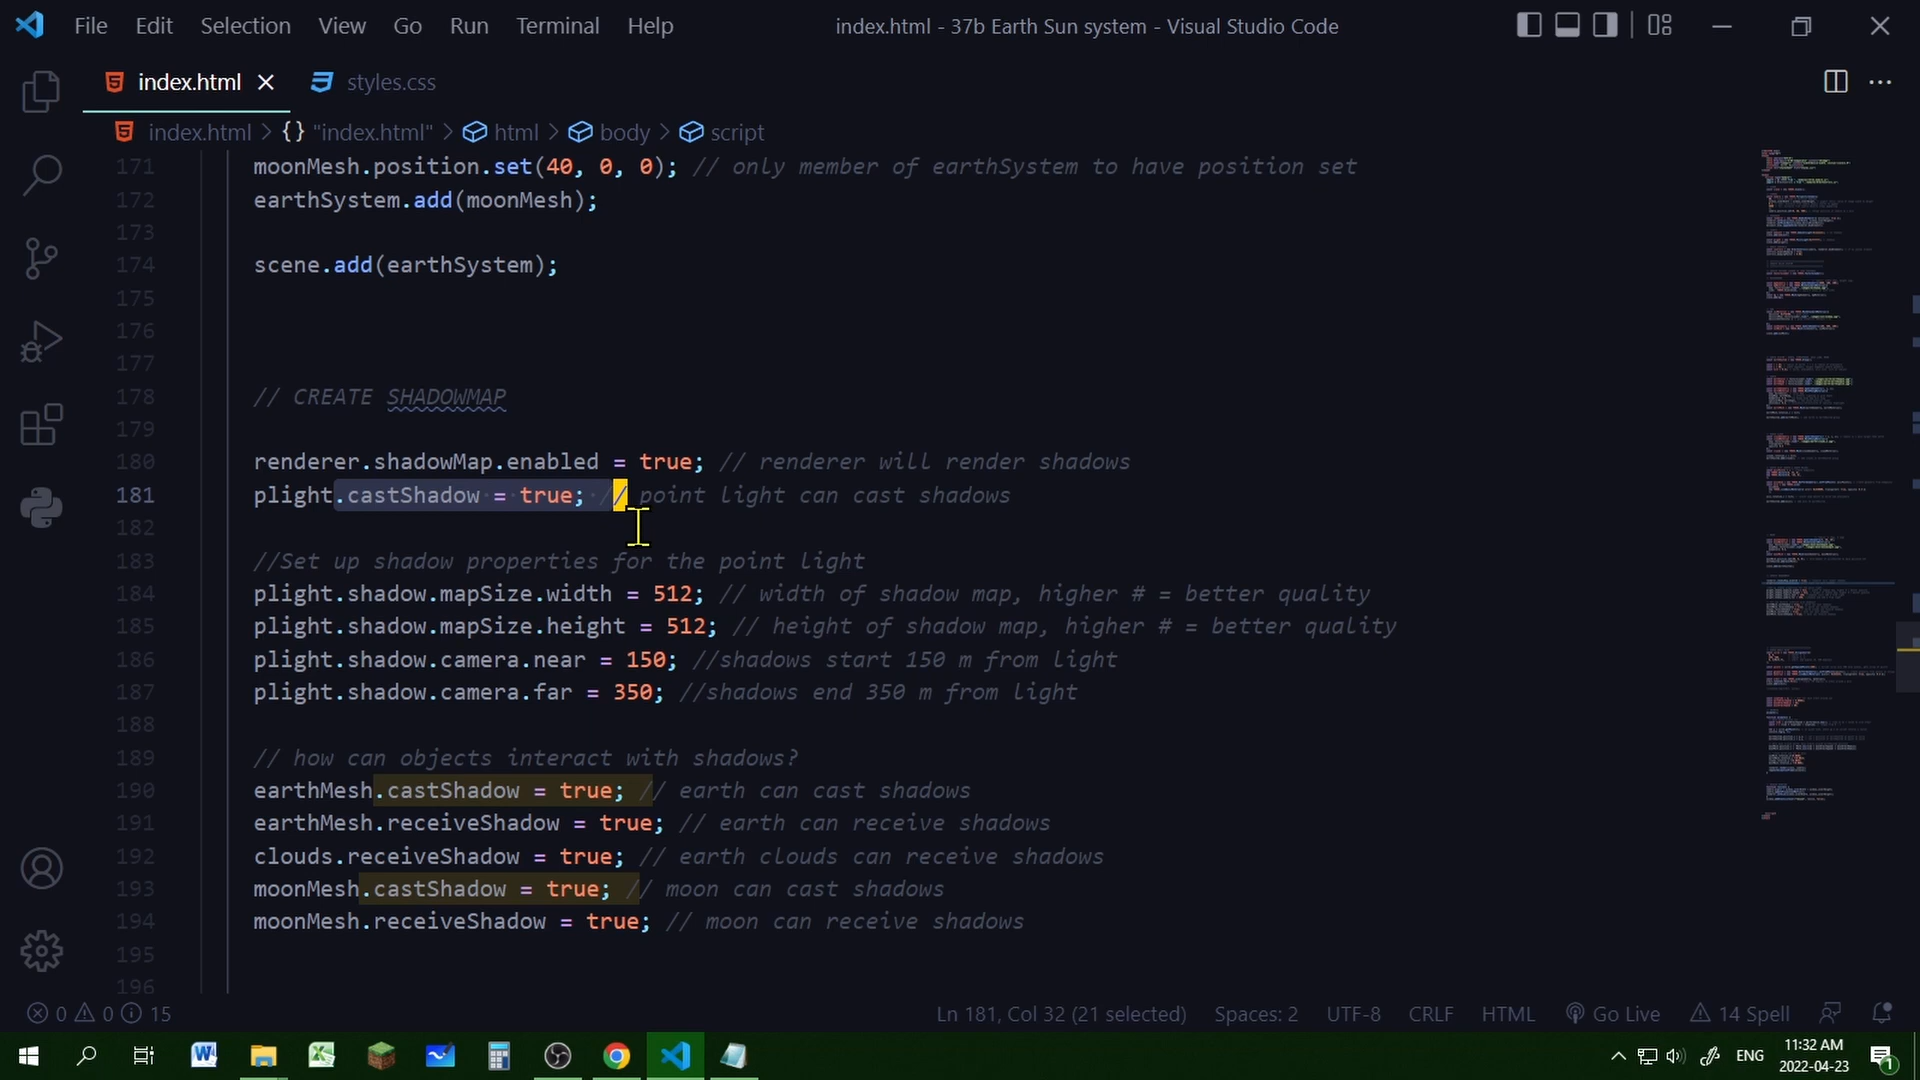 File Edit Selection View Go Run Terminal Help index.html - 37b Earth Sun system - Visual Studio Code
index.html styles.css
index.html > {} "index.html" > html > body > script
171 moonMesh.position.set(40, 0, 0); // only member of earthSystem to have position set
172 earthSystem.add(moonMesh);
173
174 scene.add(earthSystem);
175
176
177
178 // CREATE SHADOWMAP
179
180 renderer.shadowMap.enabled = true; // renderer will render shadows
181 plight.castShadow = true; // point light can cast shadows
182
183 //Set up shadow properties for the point light
184 plight.shadow.mapSize.width = 512; // width of shadow map, higher # = better quality
185 plight.shadow.mapSize.height = 512; // height of shadow map, higher # = better quality
186 plight.shadow.camera.near = 150; //shadows start 150 m from light
187 plight.shadow.camera.far = 350; //shadows end 350 m from light
188
189 // how can objects interact with shadows?
190 earthMesh.castShadow = true; // earth can cast shadows
191 earthMesh.receiveShadow = true; // earth can receive shadows
192 clouds.receiveShadow = true; // earth clouds can receive shadows
193 moonMesh.castShadow = true; // moon can cast shadows
194 moonMesh.receiveShadow = true; // moon can receive shadows
195
196
0 0 15 Ln 181, Col 32 (21 selected) Spaces: 2 UTF-8 CRLF HTML Go Live 14 Spell
ENG 11:32 AM
2022-04-23 1